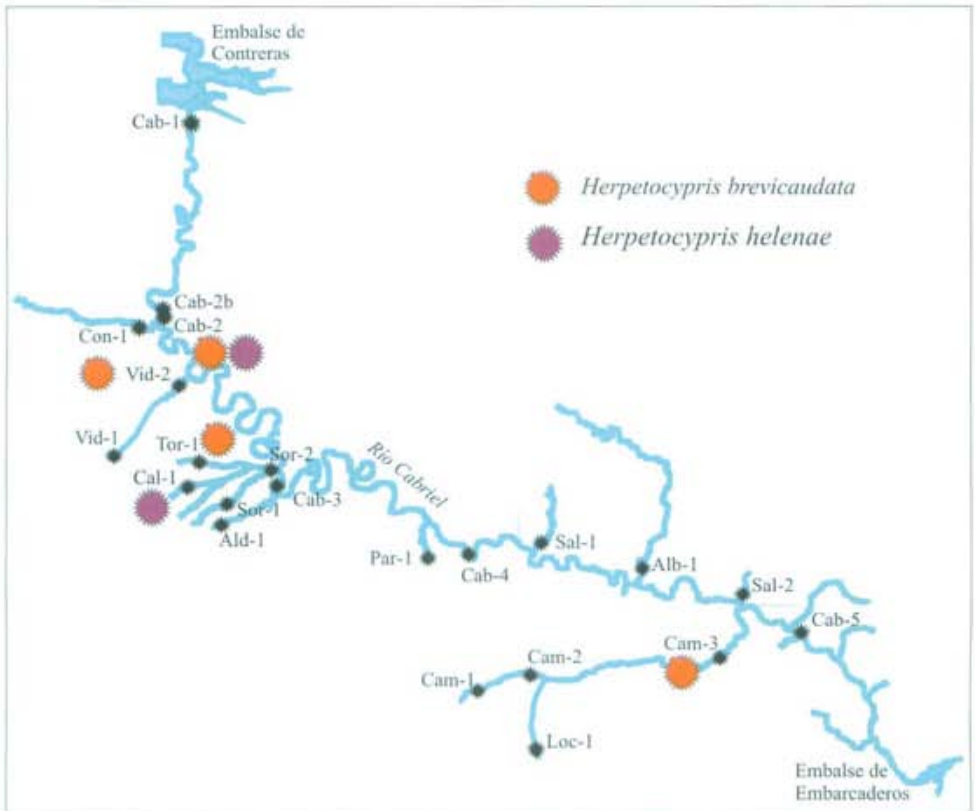 Embalse de
Contreras
Cab-1
Herpetocypris brevicaudata
Herpetocypris helenae
Cab-2b
Cab-2
Con-1
Vid-2
Vid-1
Tor-1
Sor-2
Cal-1
Cab-3
Sor-1
Ald-1
Río Cabriel
Par-1
Cab-4
Sal-1
Alb-1
Sal-2
Cab-5
Cam-3
Cam-2
Cam-1
Loc-1
Embalse de
Embarcaderos